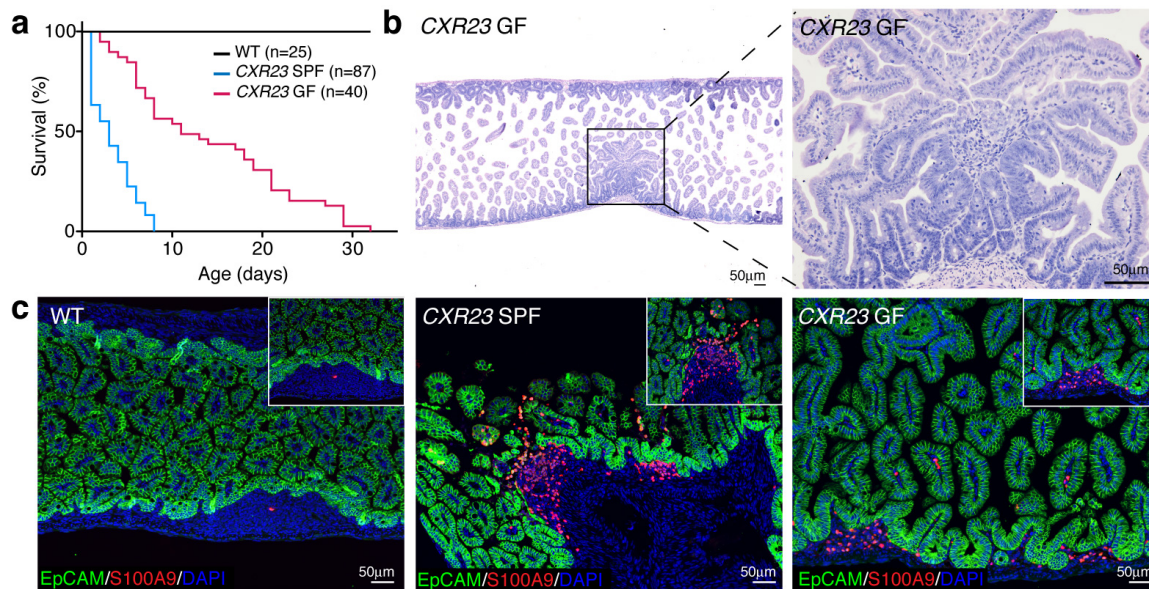 a
100
50
0
Survival (%)
0 10 20 30
Age (days)
WT (n=25)
CXR23 SPF (n=87)
CXR23 GF (n=40)
b
CXR23 GF
50μm
CXR23 GF
50μm
c
WT
EpCAM/S100A9/DAPI
50μm
CXR23 SPF
EpCAM/S100A9/DAPI
50μm
CXR23 GF
EpCAM/S100A9/DAPI
50μm